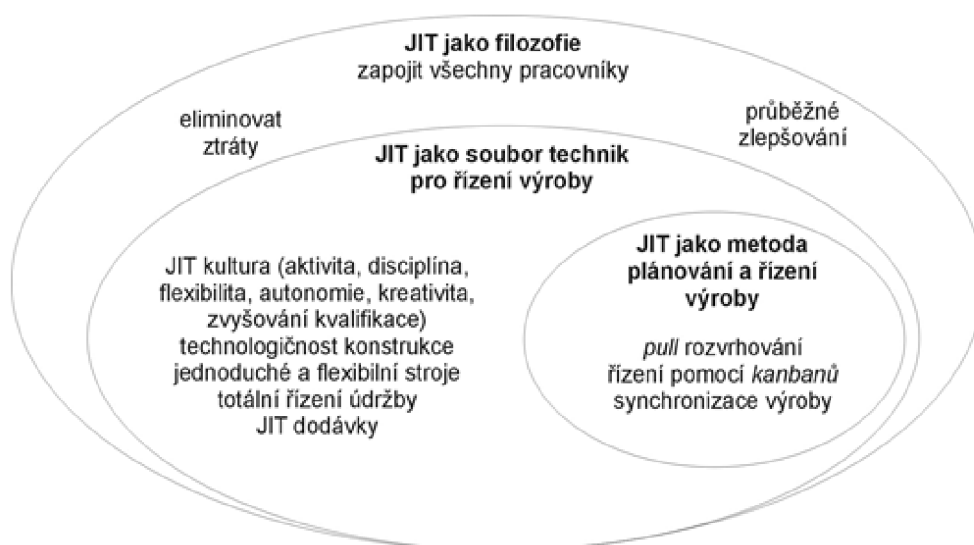 JIT jako filozofie
zapojit všechny pracovníky
eliminovat
ztráty
průběžné
zlepšování
JIT jako soubor technik
pro řízení výroby
JIT kultura (aktivita, disciplína,
flexibilita, autonomie, kreativita,
zvyšování kvalifikace)
technologičnost konstrukce
jednoduché a flexibilní stroje
totální řízení údržby
JIT dodávky
JIT jako metoda
plánování a řízení
výroby
pull rozvrhování
řízení pomocí kanbanů
synchronizace výroby